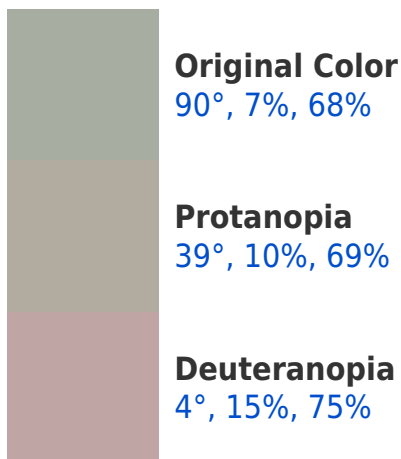 Original Color
90°, 7%, 68%
Protanopia
39°, 10%, 69%
Deuteranopia
4°, 15%, 75%